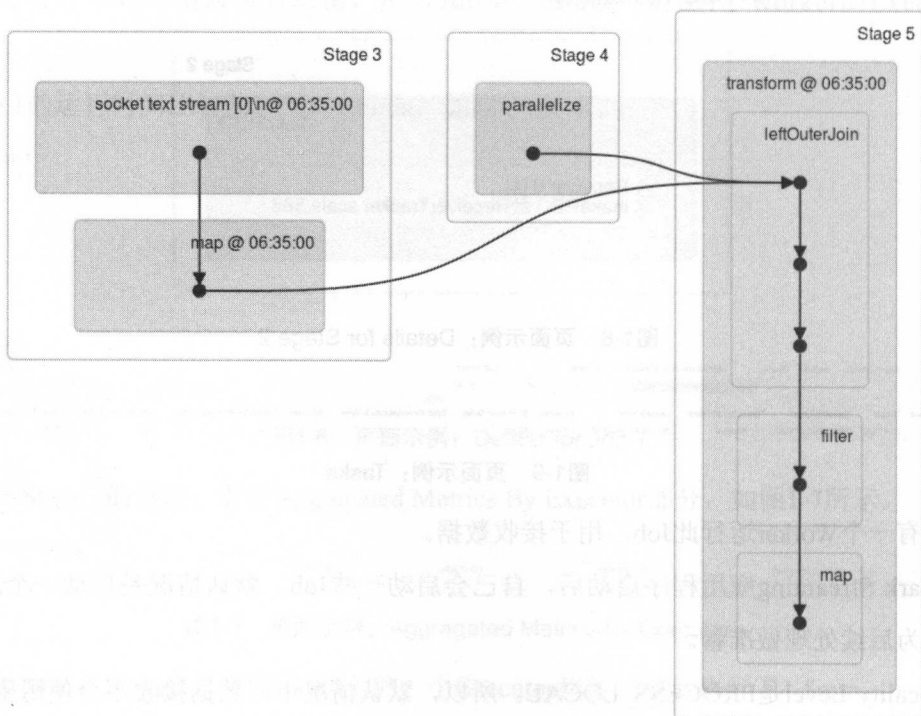 Stage 3
socket text stream [0]\n@ 06:35:00
map @ 06:35:00
Stage 4
parallelize
Stage 5
transform @ 06:35:00
leftOuterJoin
filter
map